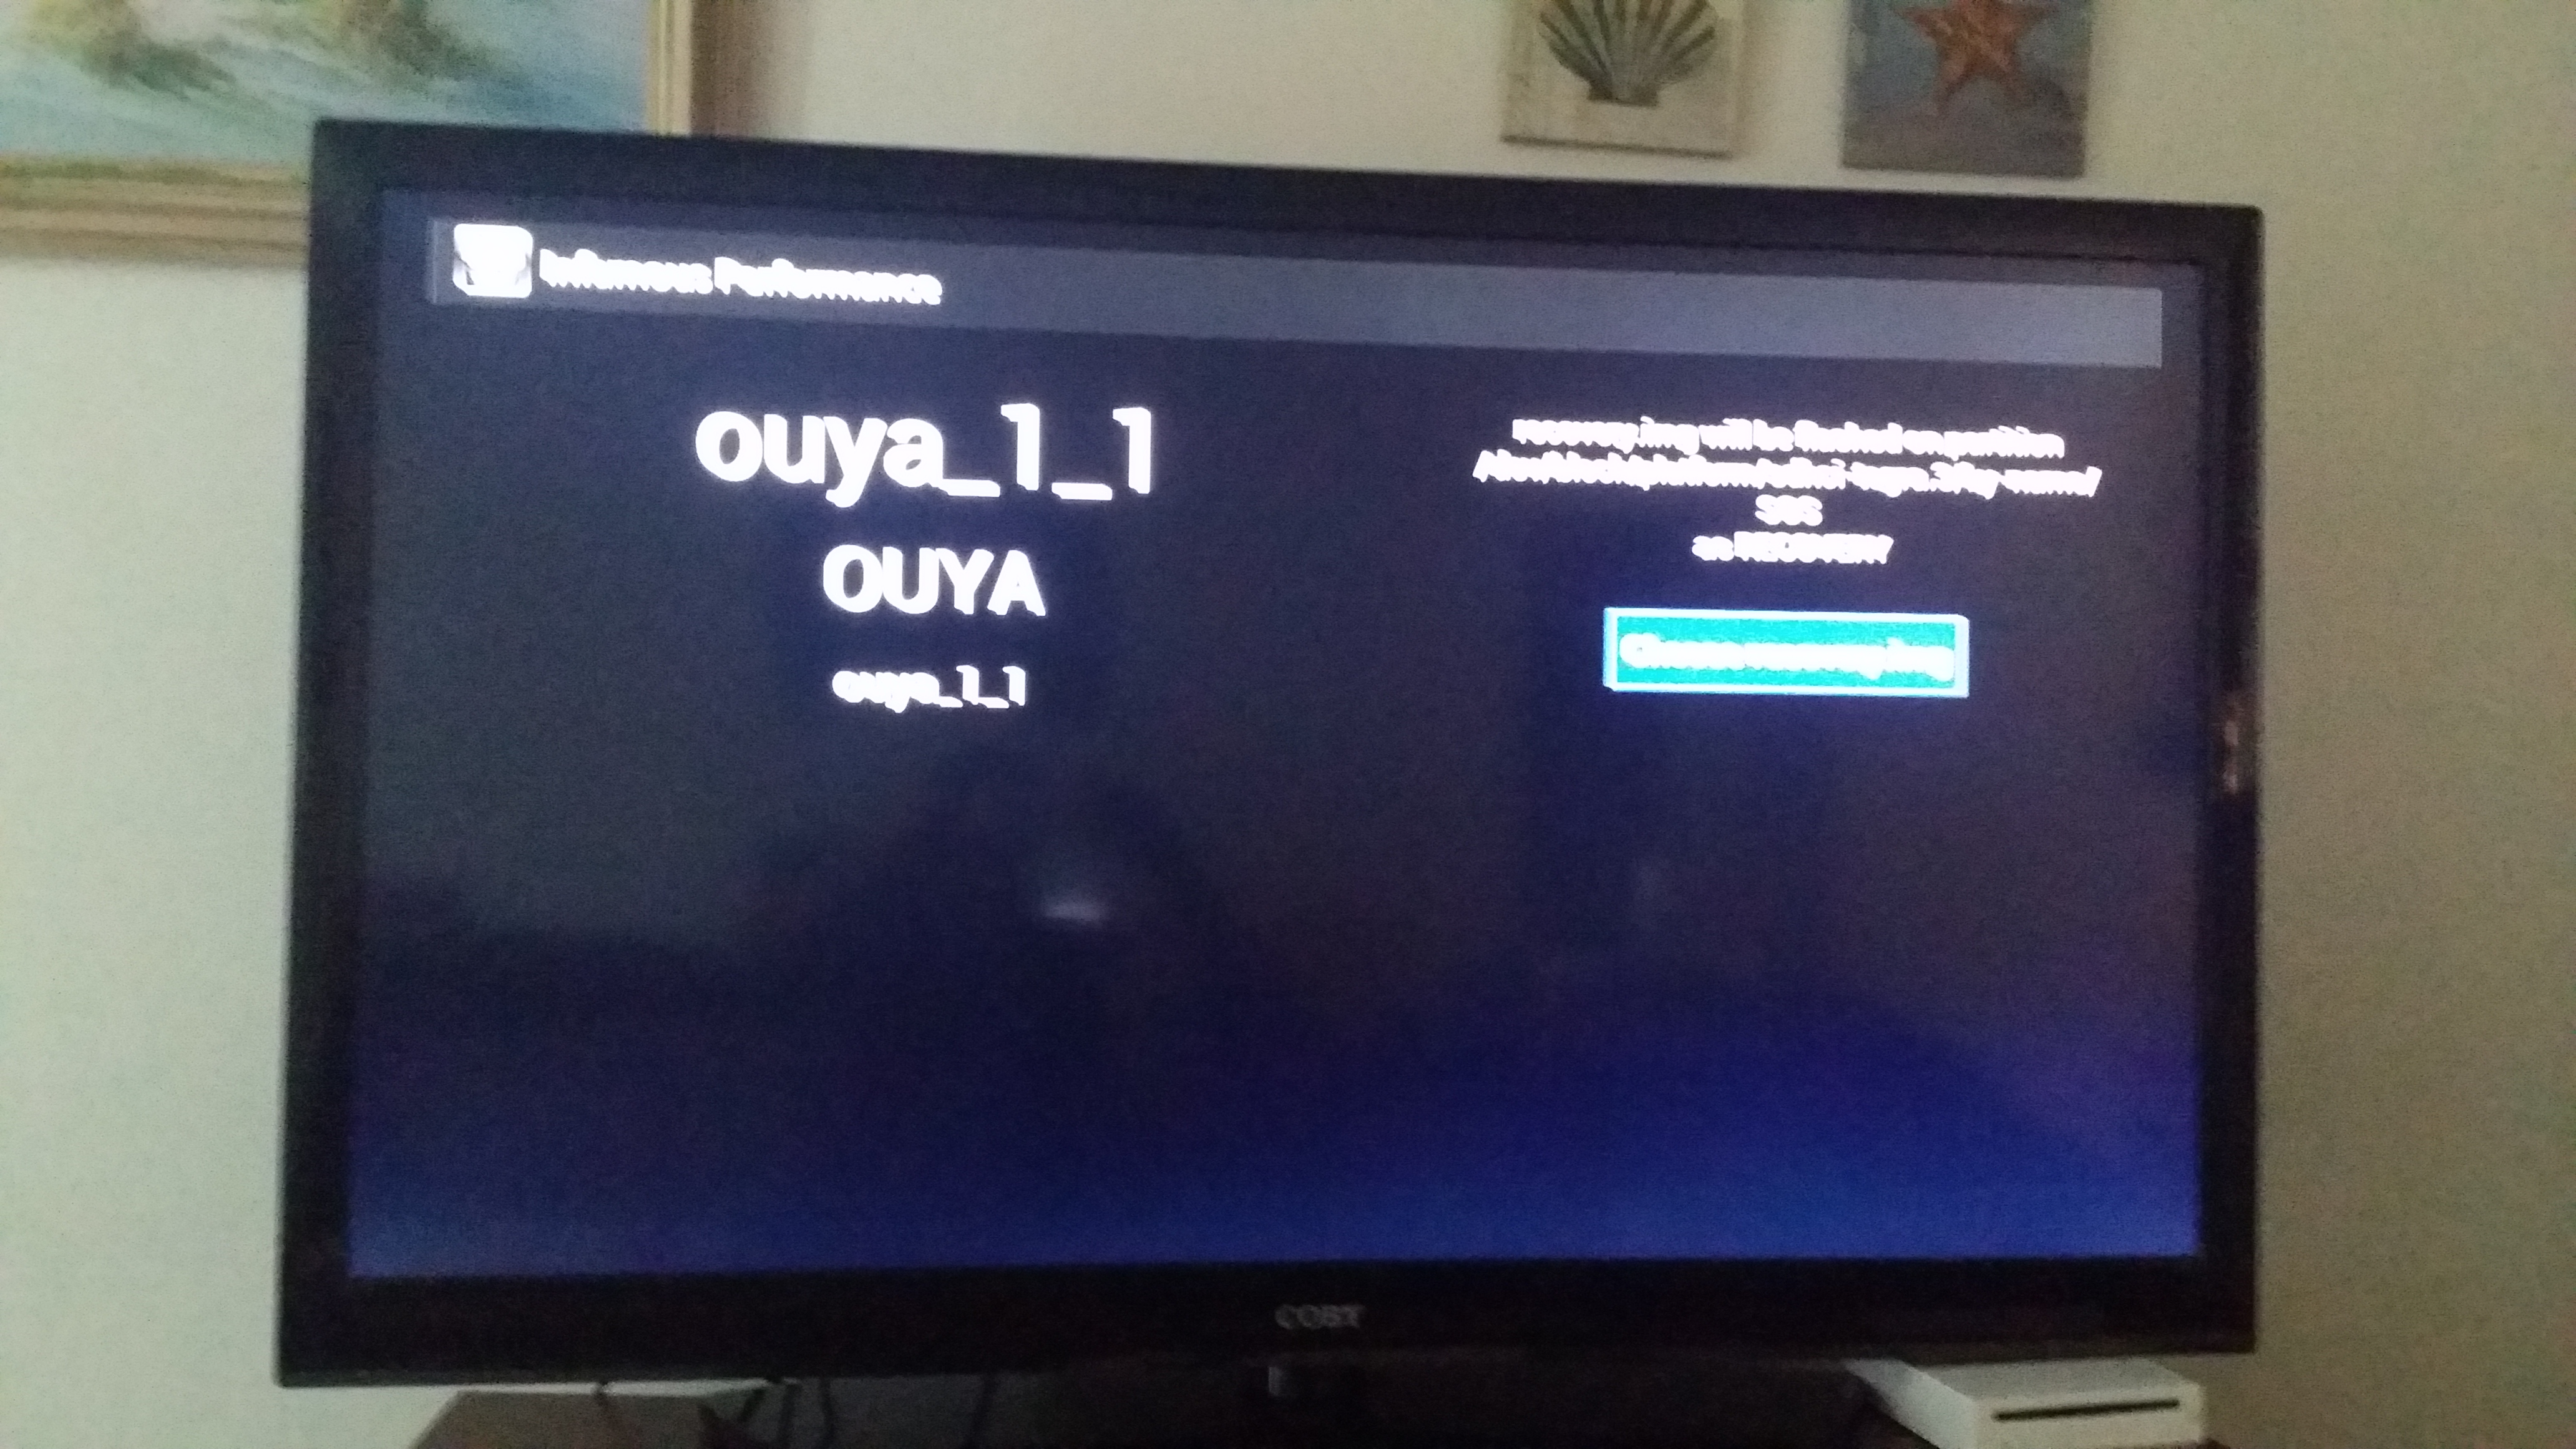 Infamous Performance
ouya_1_1
OUYA
ouya_1_1
recovery.img will be flashed on partition
/dev/block/platform/sdhci-tegra.3/by-name/
SOS
as RECOVERY
Choose recovery.img
COBY